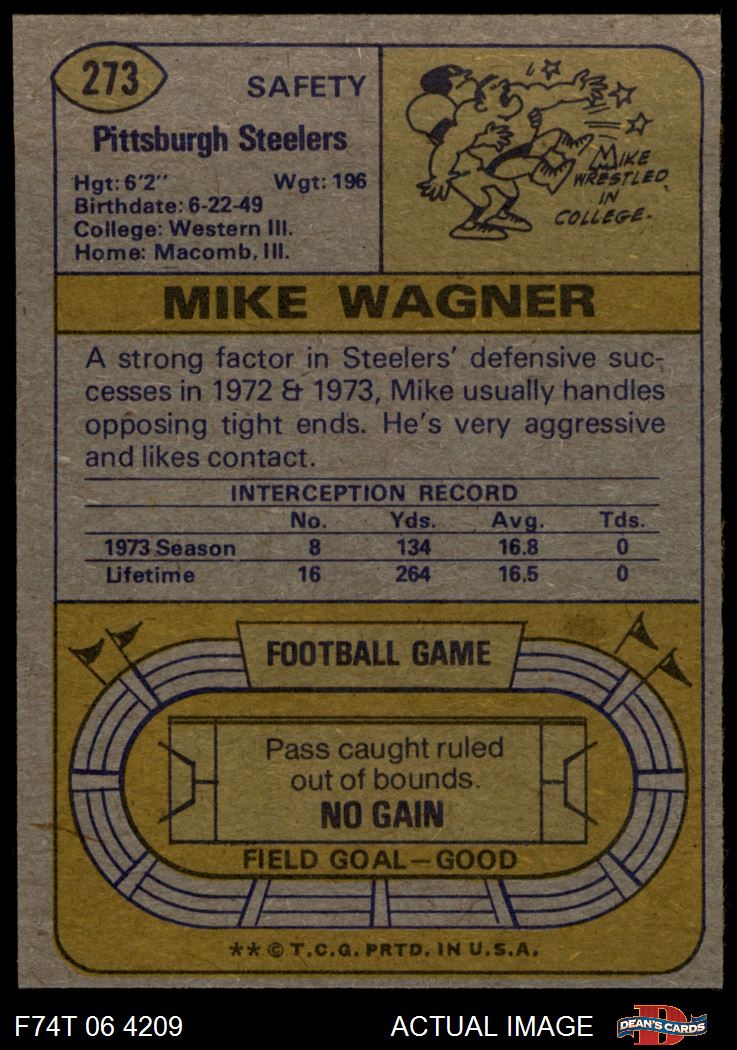 273
SAFETY
Pittsburgh Steelers
Hgt: 6'2" Wgt: 196
Birthdate: 6-22-49
College: Western Ill.
Home: Macomb, Ill.
MIKE
WRESTLED
IN
COLLEGE.
MIKE WAGNER
A strong factor in Steelers' defensive suc-
cesses in 1972 & 1973, Mike usually handles
opposing tight ends. He's very aggressive
and likes contact.
INTERCEPTION RECORD
No. Yds. Avg. Tds.
1973 Season 8 134 16.8 0
Lifetime 16 264 16.5 0
FOOTBALL GAME
Pass caught ruled
out of bounds.
NO GAIN
FIELD GOAL—GOOD
** © T.C.G. PRTD. IN U.S.A.
F74T 06 4209 ACTUAL IMAGE D DEAN'S CARDS